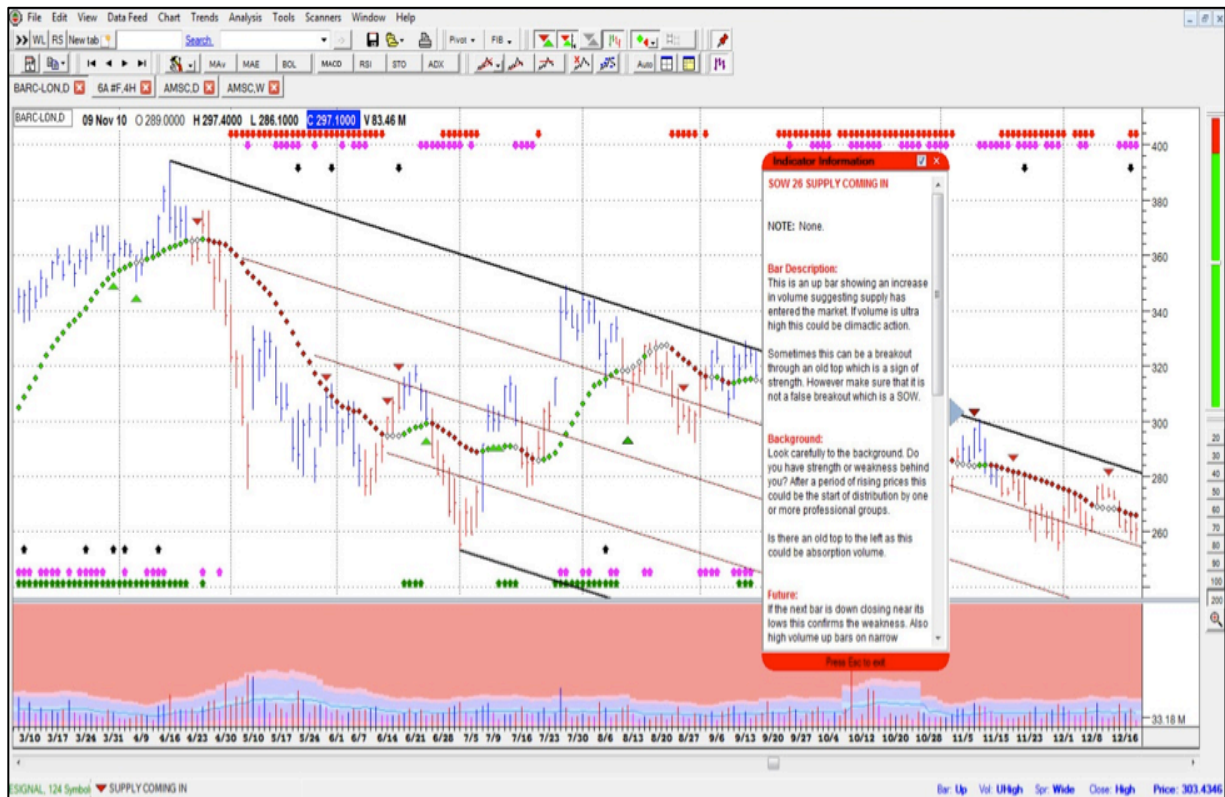 File Edit View Data Feed Chart Trends Analysis Tools Scanners Window Help
WL RS New tab Search Pivot FIB
MAv MAE BOL MACD RSI STO ADX Auto
BARC-LON,D 6A #F,4H AMSC,D AMSC,W
BARC-LON,D 09 Nov 10 O 289.0000 H 297.4000 L 286.1000 C 297.1000 V 83.46 M
Indicator Information
SOW 26 SUPPLY COMING IN
NOTE: None.
Bar Description:
This is an up bar showing an increase
in volume suggesting supply has
entered the market. If volume is ultra
high this could be climactic action.
Sometimes this can be a breakout
through an old top which is a sign of
strength. However make sure that it is
not a false breakout which is a SOW.
Background:
Look carefully to the background. Do
you have strength or weakness behind
you? After a period of rising prices this
could be the start of distribution by one
or more professional groups.
Is there an old top to the left as this
could be absorption volume.
Future:
If the next bar is down closing near its
lows this confirms the weakness. Also
high volume up bars on narrow
Press Esc to exit
400
380
360
340
320
300
280
260
20
30
40
50
60
70
80
90
100
200
33.18 M
3/10 3/17 3/24 3/31 4/9 4/16 4/23 4/30 5/10 5/17 5/24 6/1 6/7 6/14 6/21 6/28 7/5 7/9 7/16 7/23 7/30 8/6 8/13 8/20 8/27 9/6 9/13 9/20 9/27 10/4 10/12 10/20 10/28 11/5 11/15 11/23 12/1 12/8 12/16
ESIGNAL, 124 Symbol SUPPLY COMING IN Bar: Up Vol: UHigh Spr: Wide Close: High Price: 303.4346